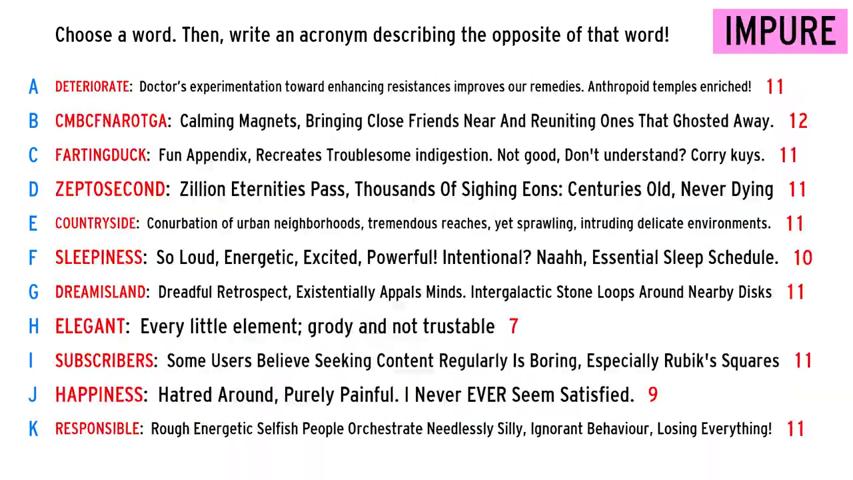 Choose a word. Then, write an acronym describing the opposite of that word!
IMPURE
A DETERIORATE: Doctor's experimentation toward enhancing resistances improves our remedies. Anthropoid temples enriched! 11
B CMBCFNAROTGA: Calming Magnets, Bringing Close Friends Near And Reuniting Ones That Ghosted Away. 12
C FARTINGDUCK: Fun Appendix, Recreates Troublesome indigestion. Not good, Don't understand? Corry kuys. 11
D ZEPTOSECOND: Zillion Eternities Pass, Thousands Of Sighing Eons: Centuries Old, Never Dying 11
E COUNTRYSIDE: Conurbation of urban neighborhoods, tremendous reaches, yet sprawling, intruding delicate environments. 11
F SLEEPINESS: So Loud, Energetic, Excited, Powerful! Intentional? Naahh, Essential Sleep Schedule. 10
G DREAMISLAND: Dreadful Retrospect, Existentially Appals Minds. Intergalactic Stone Loops Around Nearby Disks 11
H ELEGANT: Every little element; grody and not trustable 7
I SUBSCRIBERS: Some Users Believe Seeking Content Regularly Is Boring, Especially Rubik's Squares 11
J HAPPINESS: Hatred Around, Purely Painful. I Never EVER Seem Satisfied. 9
K RESPONSIBLE: Rough Energetic Selfish People Orchestrate Needlessly Silly, Ignorant Behaviour, Losing Everything! 11